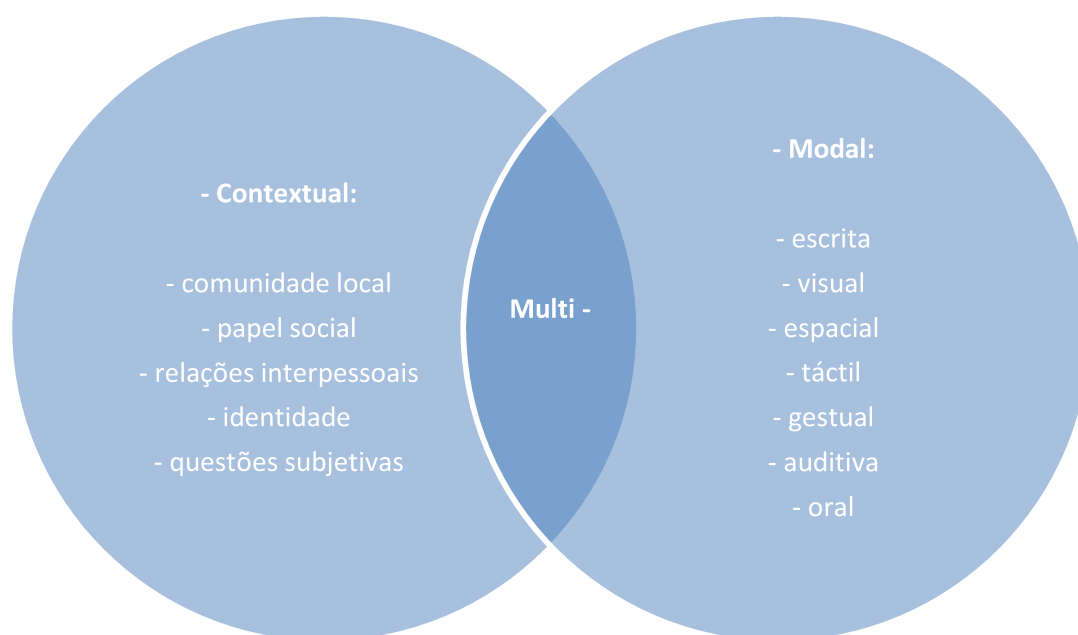 - Contextual:
- comunidade local
- papel social
- relações interpessoais
- identidade
- questões subjetivas
Multi -
- Modal:
- escrita
- visual
- espacial
- táctil
- gestual
- auditiva
- oral